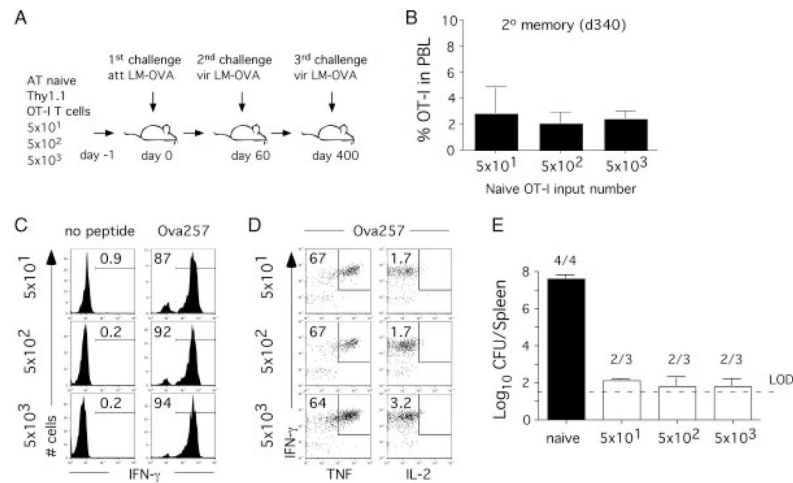 A
1st challenge
att LM-OVA
2nd challenge
vir LM-OVA
3rd challenge
vir LM-OVA
AT naive
Thy1.1
OT-I T cells
5x10¹
5x10²
5x10³
day -1
day 0
day 60
day 400
B
2º memory (d340)
% OT-I in PBL
10
8
6
4
2
0
5x10¹ 5x10² 5x10³
Naive OT-I input number
C
no peptide Ova257
5x10¹ 0.9 87
5x10² 0.2 92
5x10³ 0.2 94
# cells
IFN-γ
D
Ova257
67 1.7
67 1.7
64 3.2
IFN-γ
TNF IL-2
E
Log₁₀ CFU/Spleen
8
6
4
2
0
4/4
2/3 2/3 2/3
LOD
naive 5x10¹ 5x10² 5x10³